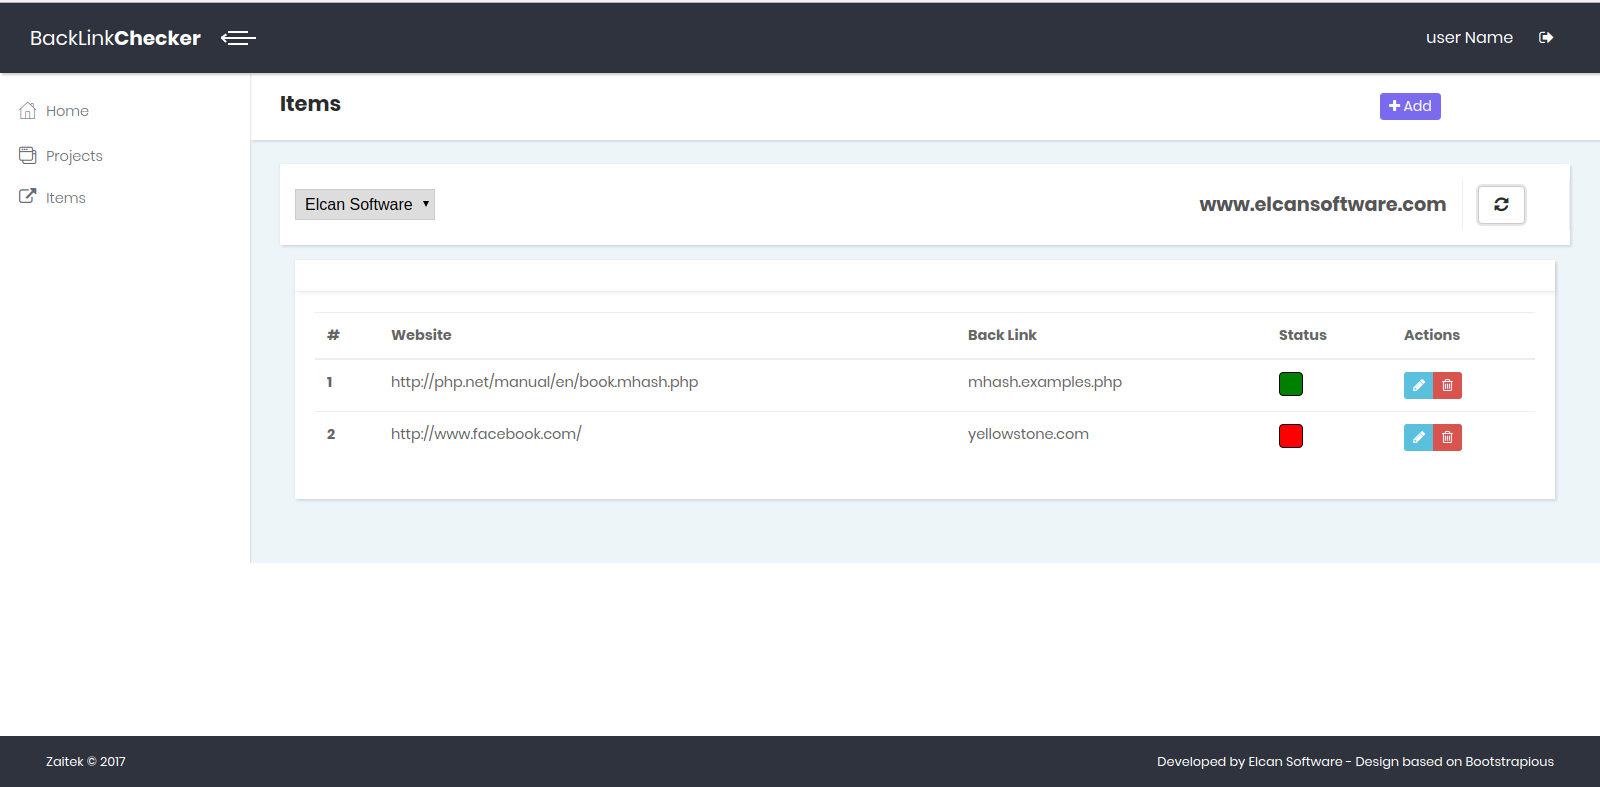 BackLinkChecker
user Name
Home
Projects
Items
Items
Add
Elcan Software
www.elcansoftware.com
# Website Back Link Status Actions
1 http://php.net/manual/en/book.mhash.php mhash.examples.php
2 http://www.facebook.com/ yellowstone.com
Zaitek © 2017
Developed by Elcan Software - Design based on Bootstrapious